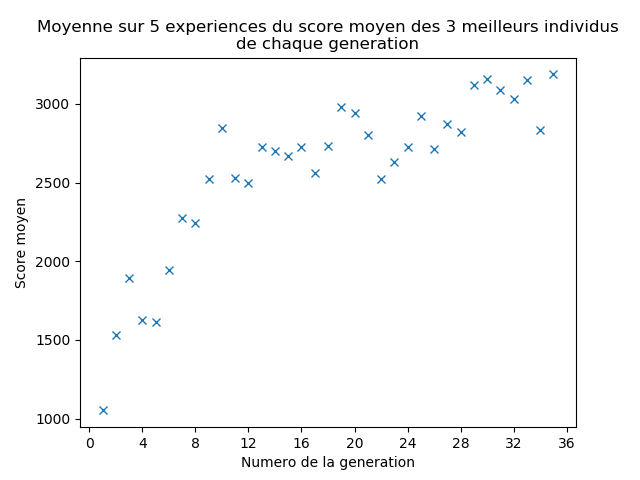 Moyenne sur 5 experiences du score moyen des 3 meilleurs individus
de chaque generation
3000
2500
2000
1500
1000
Score moyen
0 4 8 12 16 20 24 28 32 36
Numero de la generation